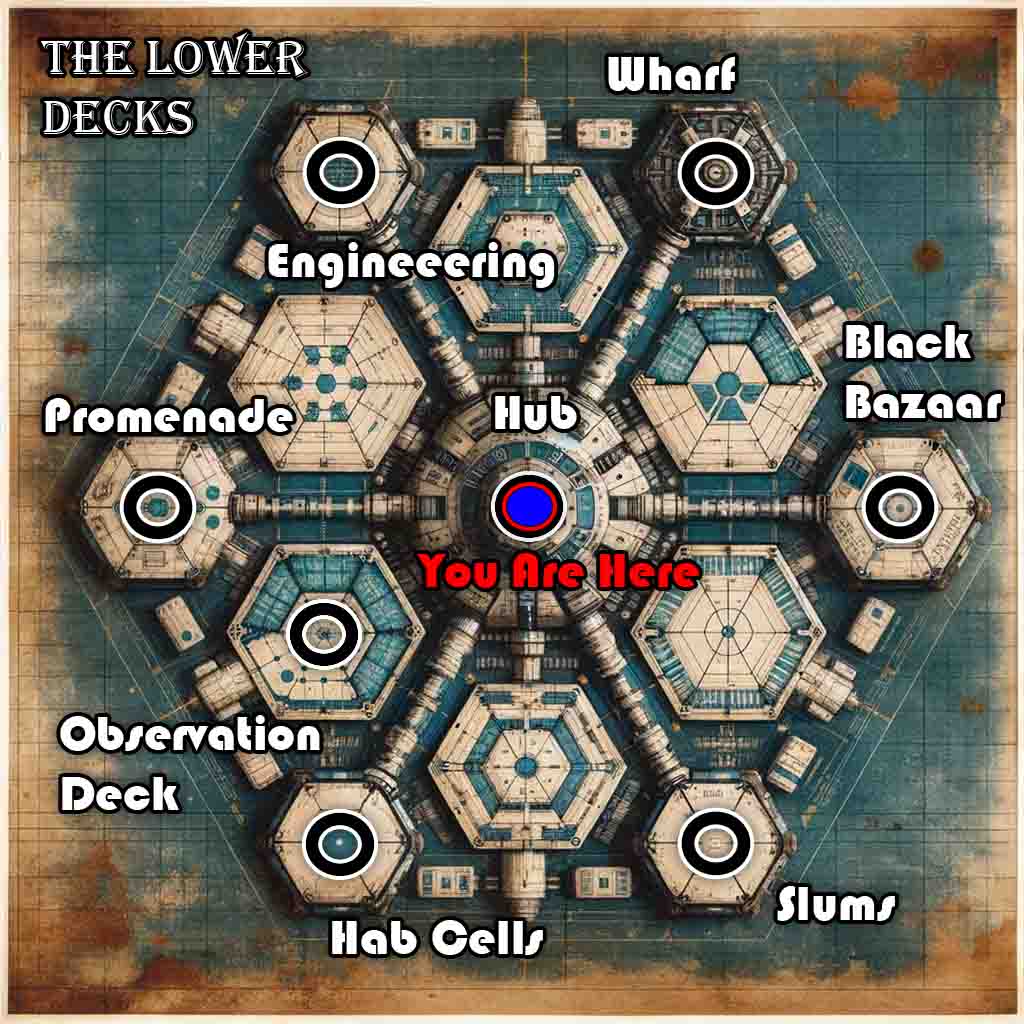 THE LOWER
DECKS
Wharf
Engineeering
Black
Bazaar
Promenade
Hub
You Are Here
Observation
Deck
Slums
Hab Cells